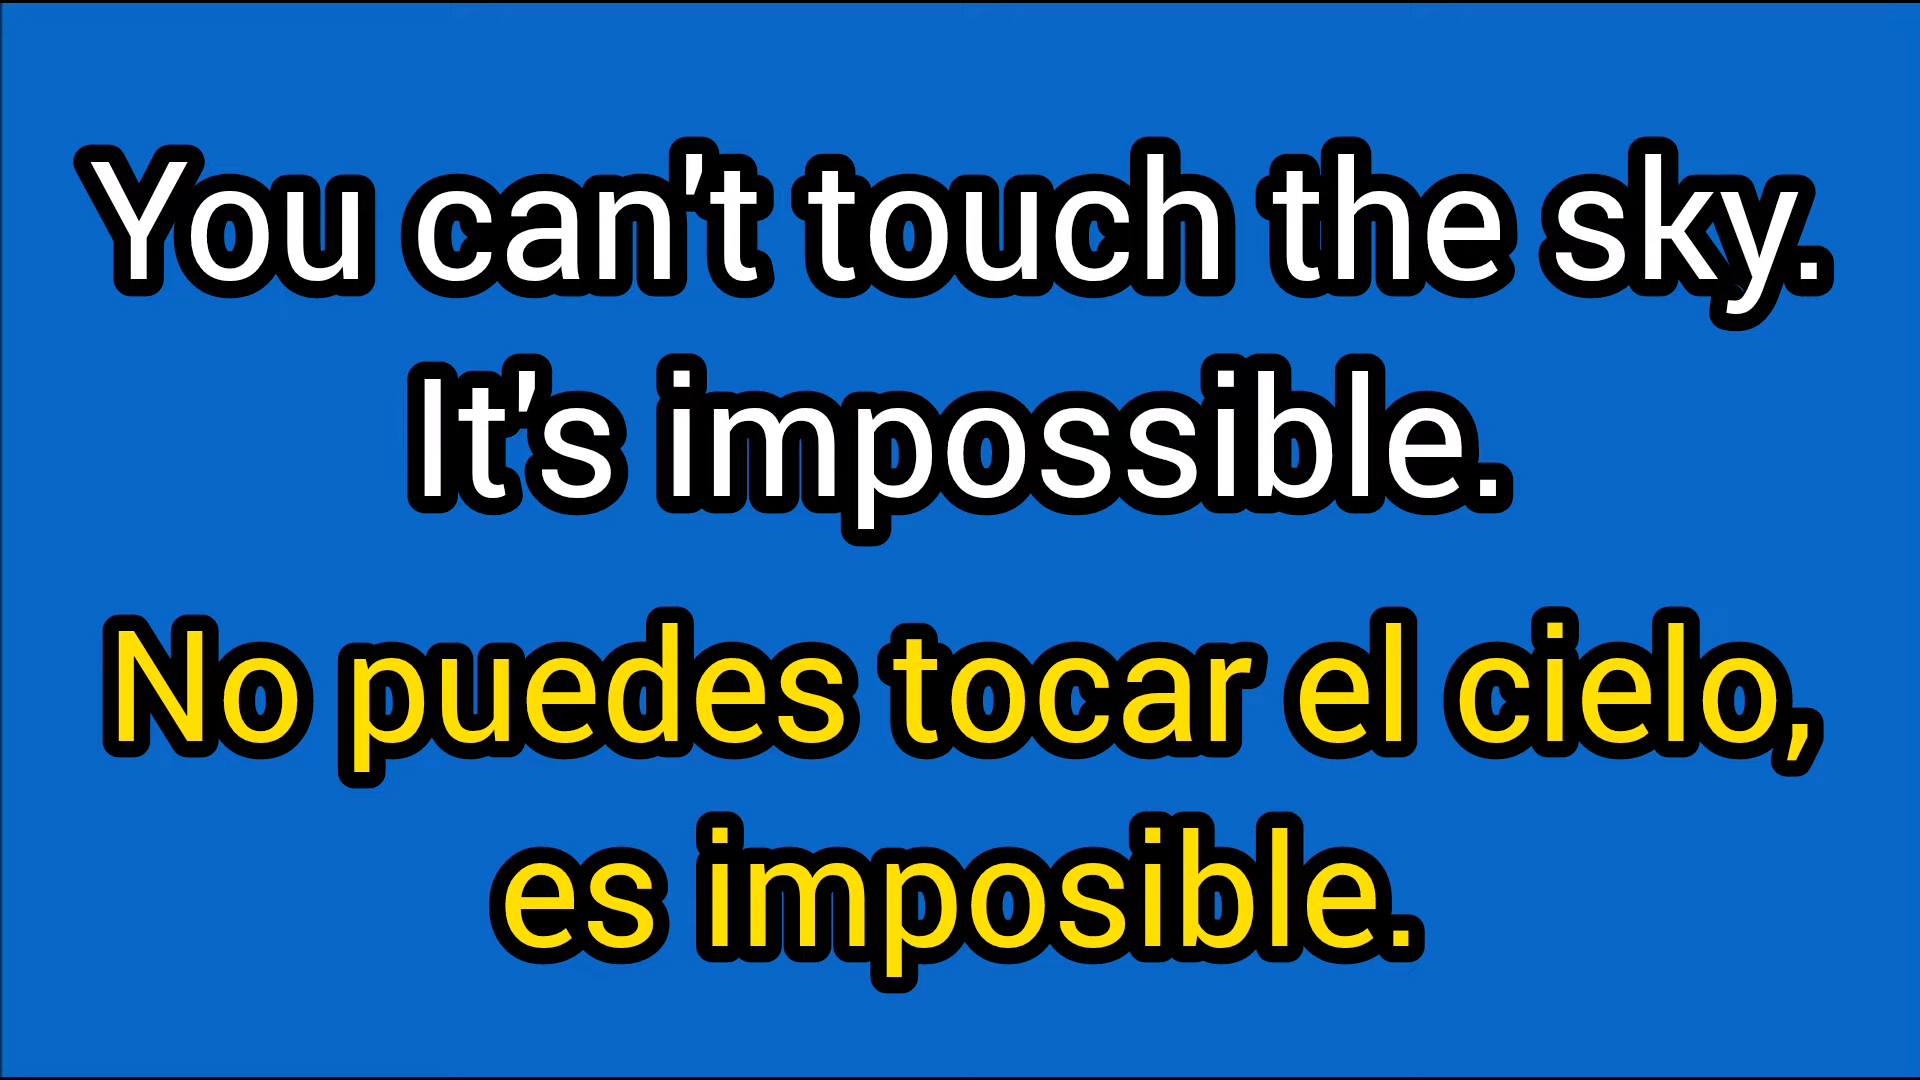 You can't touch the sky.
It's impossible.
No puedes tocar el cielo,
es imposible.